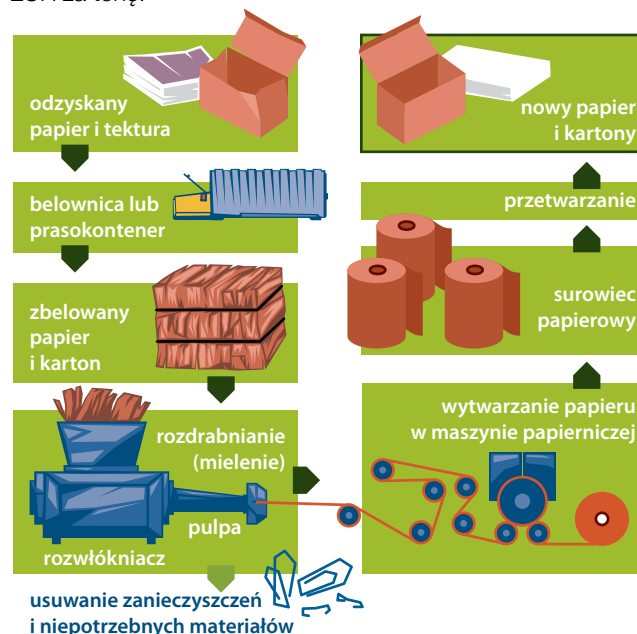 odzyskany
papier i tektura
belownica lub
prasokontener
zbelowany
papier
i karton
rozdrabnianie
(mielenie)
pulpa
rozwłókniacz
usuwanie zanieczyszczeń
i niepotrzebnych materiałów
wytwarzanie papieru
w maszynie papierniczej
surowiec
papierowy
przetwarzanie
nowy papier
i kartony